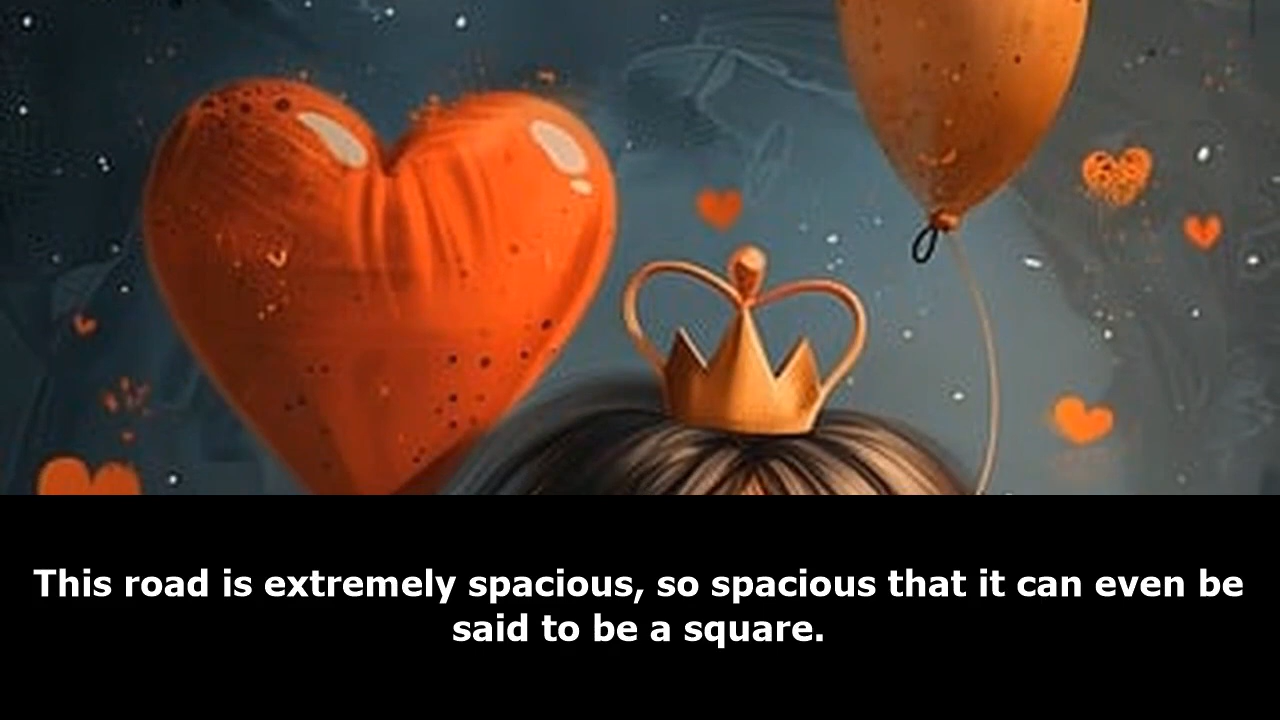 This road is extremely spacious, so spacious that it can even be
said to be a square.